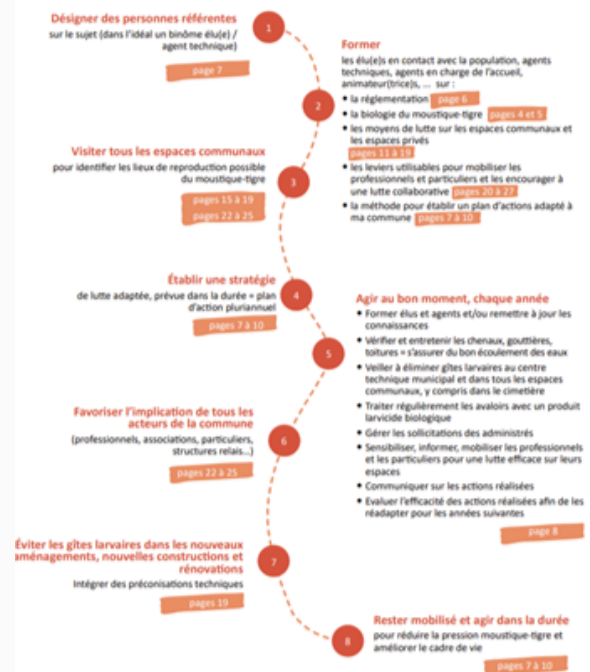 Désigner des personnes référentes
sur le sujet (dans l'idéal un binôme élu(e) /
agent technique)
page 7
1
Former
les élu(e)s en contact avec la population, agents
techniques, agents en charge de l'accueil,
animateur(trice)s, ... sur :
• la réglementation page 6
• la biologie du moustique-tigre pages 4 et 5
• les moyens de lutte sur les espaces communaux et
les espaces privés
pages 11 à 19
• les leviers utilisables pour mobiliser les
professionnels et particuliers et les encourager à
une lutte collaborative pages 20 à 27
• la méthode pour établir un plan d'actions adapté à
ma commune pages 7 à 10
2
Visiter tous les espaces communaux
pour identifier les lieux de reproduction possible
du moustique-tigre
pages 15 à 19
pages 22 à 25
3
Établir une stratégie
de lutte adaptée, prévue dans la durée = plan
d'action pluriannuel
pages 7 à 10
4
Agir au bon moment, chaque année
• Former élus et agents et/ou remettre à jour les
connaissances
• Vérifier et entretenir les chenaux, gouttières,
toitures = s'assurer du bon écoulement des eaux
• Veiller à éliminer gîtes larvaires au centre
technique municipal et dans tous les espaces
communaux, y compris dans le cimetière
• Traiter régulièrement les avaloirs avec un produit
larvicide biologique
• Gérer les sollicitations des administrés
• Sensibiliser, informer, mobiliser les professionnels
et les particuliers pour une lutte efficace sur leurs
espaces
• Communiquer sur les actions réalisées
• Evaluer l'efficacité des actions réalisées afin de les
réadapter pour les années suivantes
page 8
5
Favoriser l'implication de tous les
acteurs de la commune
(professionnels, associations, particuliers,
structures relais...)
pages 22 à 25
6
Éviter les gîtes larvaires dans les nouveaux
aménagements, nouvelles constructions et
rénovations
Intégrer des préconisations techniques
pages 19
7
8
Rester mobilisé et agir dans la durée
pour réduire la pression moustique-tigre et
améliorer le cadre de vie
pages 7 à 10